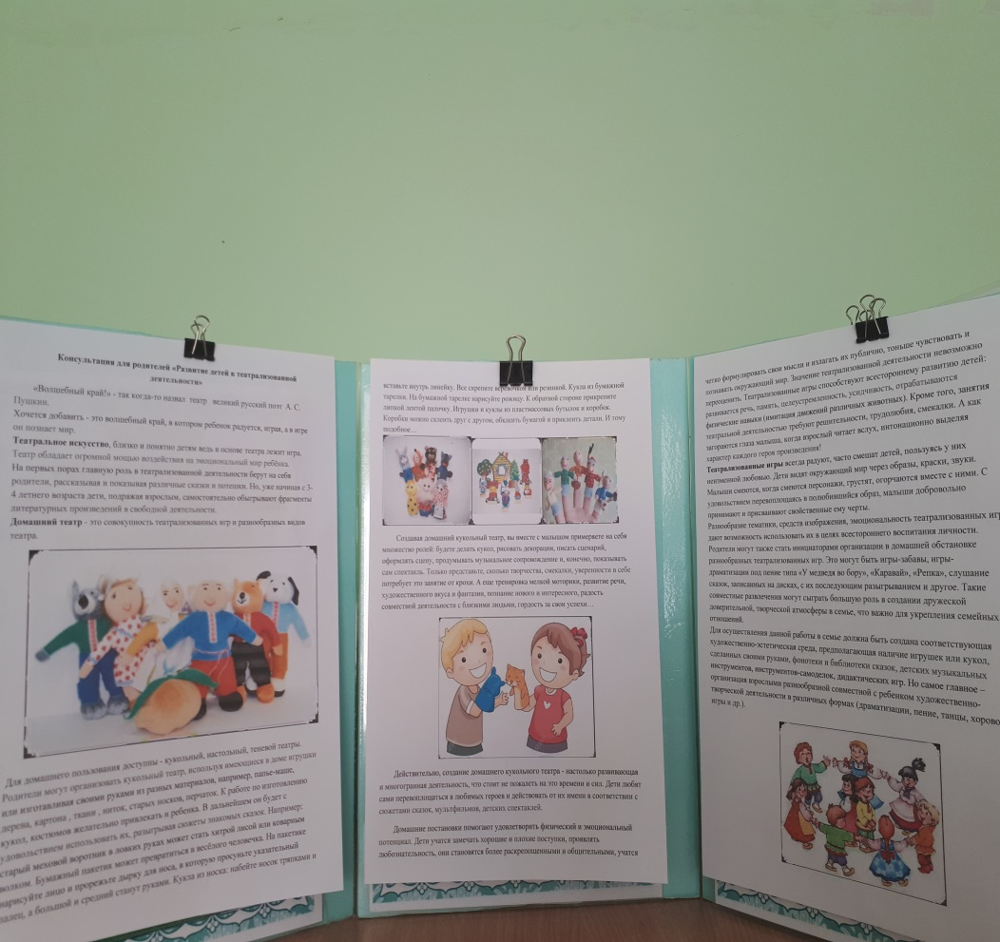 Консультация для родителей «Развитие детей в театрализованной
деятельности»
«Волшебный край!» - так когда-то назвал театр великий русский поэт А. С.
Пушкин.
Хочется добавить - это волшебный край, в котором ребенок радуется, играя, а в игре
он познает мир.
Театральное искусство, близко и понятно детям ведь в основе театра лежит игра.
Театр обладает огромной мощью воздействия на эмоциональный мир ребёнка.
На первых порах главную роль в театрализованной деятельности берут на себя
родители, рассказывая и показывая различные сказки и потешки. Но, уже начиная с 3-
4 летнего возраста дети, подражая взрослым, самостоятельно обыгрывают фрагменты
литературных произведений в свободной деятельности.
Домашний театр - это совокупность театрализованных игр и разнообразных видов
театра.
Для домашнего пользования доступны - кукольный, настольный, теневой театры.
Родители могут организовать кукольный театр, используя имеющиеся в доме игрушки
или изготавливая своими руками из разных материалов, например, папье-маше,
дерева, картона , ткани , ниток, старых носков, перчаток. К работе по изготовлению
кукол, костюмов желательно привлекать и ребенка. В дальнейшем он будет с
удовольствием использовать их, разыгрывая сюжеты знакомых сказок. Например:
старый меховой воротник в ловких руках может стать хитрой лисой или коварным
волком. Бумажный пакетик может превратиться в весёлого человечка. На пакетике
нарисуйте лицо и прорежьте дырку для носа, в которую просуньте указательный
палец, а большой и средний станут руками. Кукла из носка: набейте носок тряпками и
вставьте внутрь линейку. Все скрепите веревочкой или резинкой. Кукла из бумажной
тарелки. На бумажной тарелке нарисуйте рожицу. К обратной стороне прикрепите
липкой лентой палочку. Игрушки и куклы из пластмассовых бутылок и коробок.
Коробки можно склеить друг с другом, обклеить бумагой и приклеить детали. И тому
подобное…
Создавая домашний кукольный театр, вы вместе с малышом примеряете на себя
множество ролей: будете делать кукол, рисовать декорации, писать сценарий,
оформлять сцену, продумывать музыкальное сопровождение и, конечно, показывать
сам спектакль. Только представьте, сколько творчества, смекалки, уверенности в себе
потребует это занятие от крохи. А еще тренировка мелкой моторики, развитие речи,
художественного вкуса и фантазии, познание нового и интересного, радость
совместной деятельности с близкими людьми, гордость за свои успехи…
Действительно, создание домашнего кукольного театра - настолько развивающая
и многогранная деятельность, что стоит не пожалеть на это времени и сил. Дети любят
сами перевоплощаться в любимых героев и действовать от их имени в соответствии с
сюжетами сказок, мультфильмов, детских спектаклей.
Домашние постановки помогают удовлетворить физический и эмоциональный
потенциал. Дети учатся замечать хорошие и плохие поступки, проявлять
любознательность, они становятся более раскрепощенными и общительными, учатся
четко формулировать свои мысли и излагать их публично, тоньше чувствовать и
познавать окружающий мир. Значение театрализованной деятельности невозможно
переоценить. Театрализованные игры способствуют всестороннему развитию детей:
развивается речь, память, целеустремленность, усидчивость, отрабатываются
физические навыки (имитация движений различных животных). Кроме того, занятия
театральной деятельностью требуют решительности, трудолюбия, смекалки. А как
загораются глаза малыша, когда взрослый читает вслух, интонационно выделяя
характер каждого героя произведения!
Театрализованные игры всегда радуют, часто смешат детей, пользуясь у них
неизменной любовью. Дети видят окружающий мир через образы, краски, звуки.
Малыши смеются, когда смеются персонажи, грустят, огорчаются вместе с ними. С
удовольствием перевоплощаясь в полюбившийся образ, малыши добровольно
принимают и присваивают свойственные ему черты.
Разнообразие тематики, средств изображения, эмоциональность театрализованных игр
дают возможность использовать их в целях всестороннего воспитания личности.
Родители могут также стать инициаторами организации в домашней обстановке
разнообразных театрализованных игр. Это могут быть игры-забавы, игры-
драматизации под пение типа «У медведя во бору», «Каравай», «Репка», слушание
сказок, записанных на дисках, с их последующим разыгрыванием и другое. Такие
совместные развлечения могут сыграть большую роль в создании дружеской
доверительной, творческой атмосферы в семье, что важно для укрепления семейных
отношений.
Для осуществления данной работы в семье должна быть создана соответствующая
художественно-эстетическая среда, предполагающая наличие игрушек или кукол,
сделанных своими руками, фонотеки и библиотеки сказок, детских музыкальных
инструментов, инструментов-самоделок, дидактических игр. Но самое главное –
организация взрослыми разнообразной совместной с ребенком художественно-
творческой деятельности в различных формах (драматизации, пение, танцы, хорово
игры и др.).